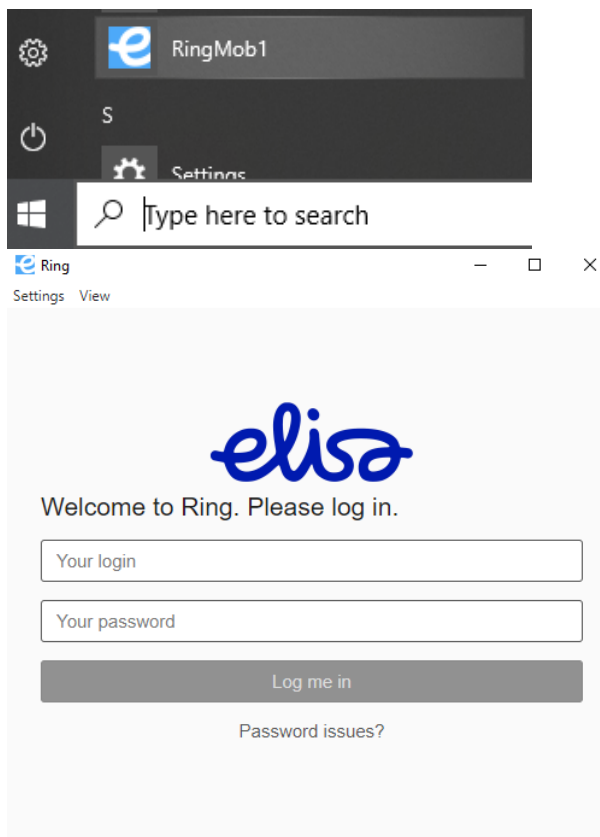 RingMob1
S
Settings
Type here to search
Ring
Settings View
elisa
Welcome to Ring. Please log in.
Your login
Your password
Log me in
Password issues?